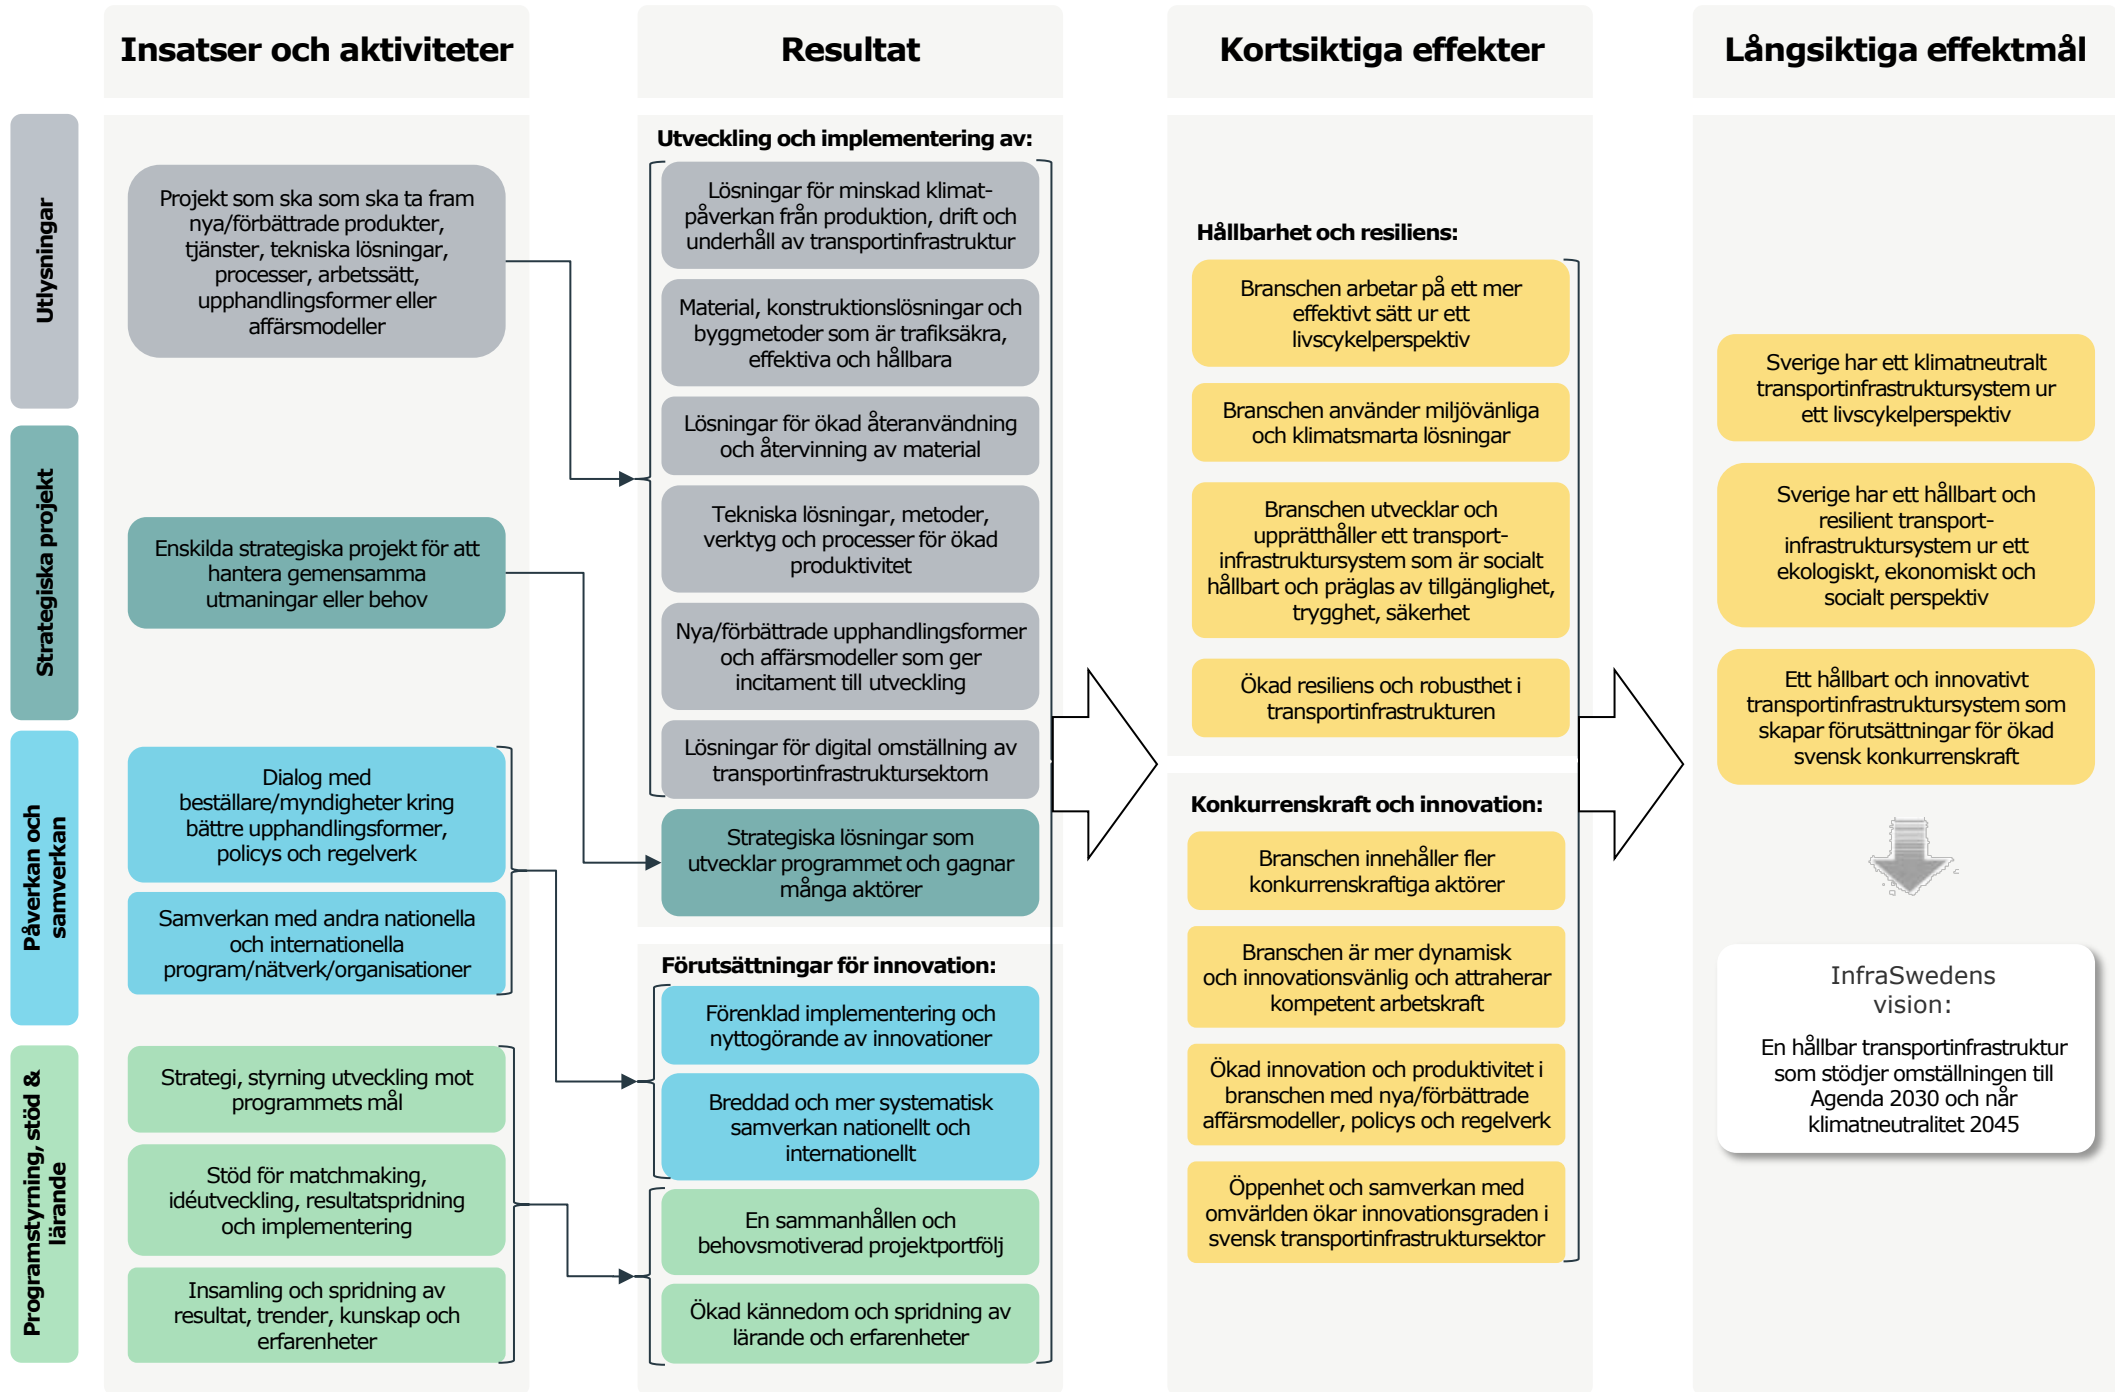 Insatser och aktiviteter
Resultat
Kortsiktiga effekter
Långsiktiga effektmål
Utlysningar
Projekt som ska som ska ta fram
nya/förbättrade produkter,
tjänster, tekniska lösningar,
processer, arbetssätt,
upphandlingsformer eller
affärsmodeller
Strategiska projekt
Enskilda strategiska projekt för att
hantera gemensamma
utmaningar eller behov
Påverkan och
samverkan
Dialog med
beställare/myndigheter kring
bättre upphandlingsformer,
policys och regelverk
Samverkan med andra nationella
och internationella
program/nätverk/organisationer
Programstyrning, stöd &
lärande
Strategi, styrning utveckling mot
programmets mål
Stöd för matchmaking,
idéutveckling, resultatspridning
och implementering
Insamling och spridning av
resultat, trender, kunskap och
erfarenheter
Utveckling och implementering av:
Lösningar för minskad klimat-
påverkan från produktion, drift och
underhåll av transportinfrastruktur
Material, konstruktionslösningar och
byggmetoder som är trafiksäkra,
effektiva och hållbara
Lösningar för ökad återanvändning
och återvinning av material
Tekniska lösningar, metoder,
verktyg och processer för ökad
produktivitet
Nya/förbättrade upphandlingsformer
och affärsmodeller som ger
incitament till utveckling
Lösningar för digital omställning av
transportinfrastruktursektorn
Strategiska lösningar som
utvecklar programmet och gagnar
många aktörer
Förutsättningar för innovation:
Förenklad implementering och
nyttogörande av innovationer
Breddad och mer systematisk
samverkan nationellt och
internationellt
En sammanhållen och
behovsmotiverad projektportfölj
Ökad kännedom och spridning av
lärande och erfarenheter
Hållbarhet och resiliens:
Branschen arbetar på ett mer
effektivt sätt ur ett
livscykelperspektiv
Branschen använder miljövänliga
och klimatsmarta lösningar
Branschen utvecklar och
upprätthåller ett transport-
infrastruktursystem som är socialt
hållbart och präglas av tillgänglighet,
trygghet, säkerhet
Ökad resiliens och robusthet i
transportinfrastrukturen
Konkurrenskraft och innovation:
Branschen innehåller fler
konkurrenskraftiga aktörer
Branschen är mer dynamisk
och innovationsvänlig och attraherar
kompetent arbetskraft
Ökad innovation och produktivitet i
branschen med nya/förbättrade
affärsmodeller, policys och regelverk
Öppenhet och samverkan med
omvärlden ökar innovationsgraden i
svensk transportinfrastruktursektor
Sverige har ett klimatneutralt
transportinfrastruktursystem ur
ett livscykelperspektiv
Sverige har ett hållbart och
resilient transport-
infrastruktursystem ur ett
ekologiskt, ekonomiskt och
socialt perspektiv
Ett hållbart och innovativt
transportinfrastruktursystem som
skapar förutsättningar för ökad
svensk konkurrenskraft
InfraSwedens
vision:
En hållbar transportinfrastruktur
som stödjer omställningen till
Agenda 2030 och når
klimatneutralitet 2045